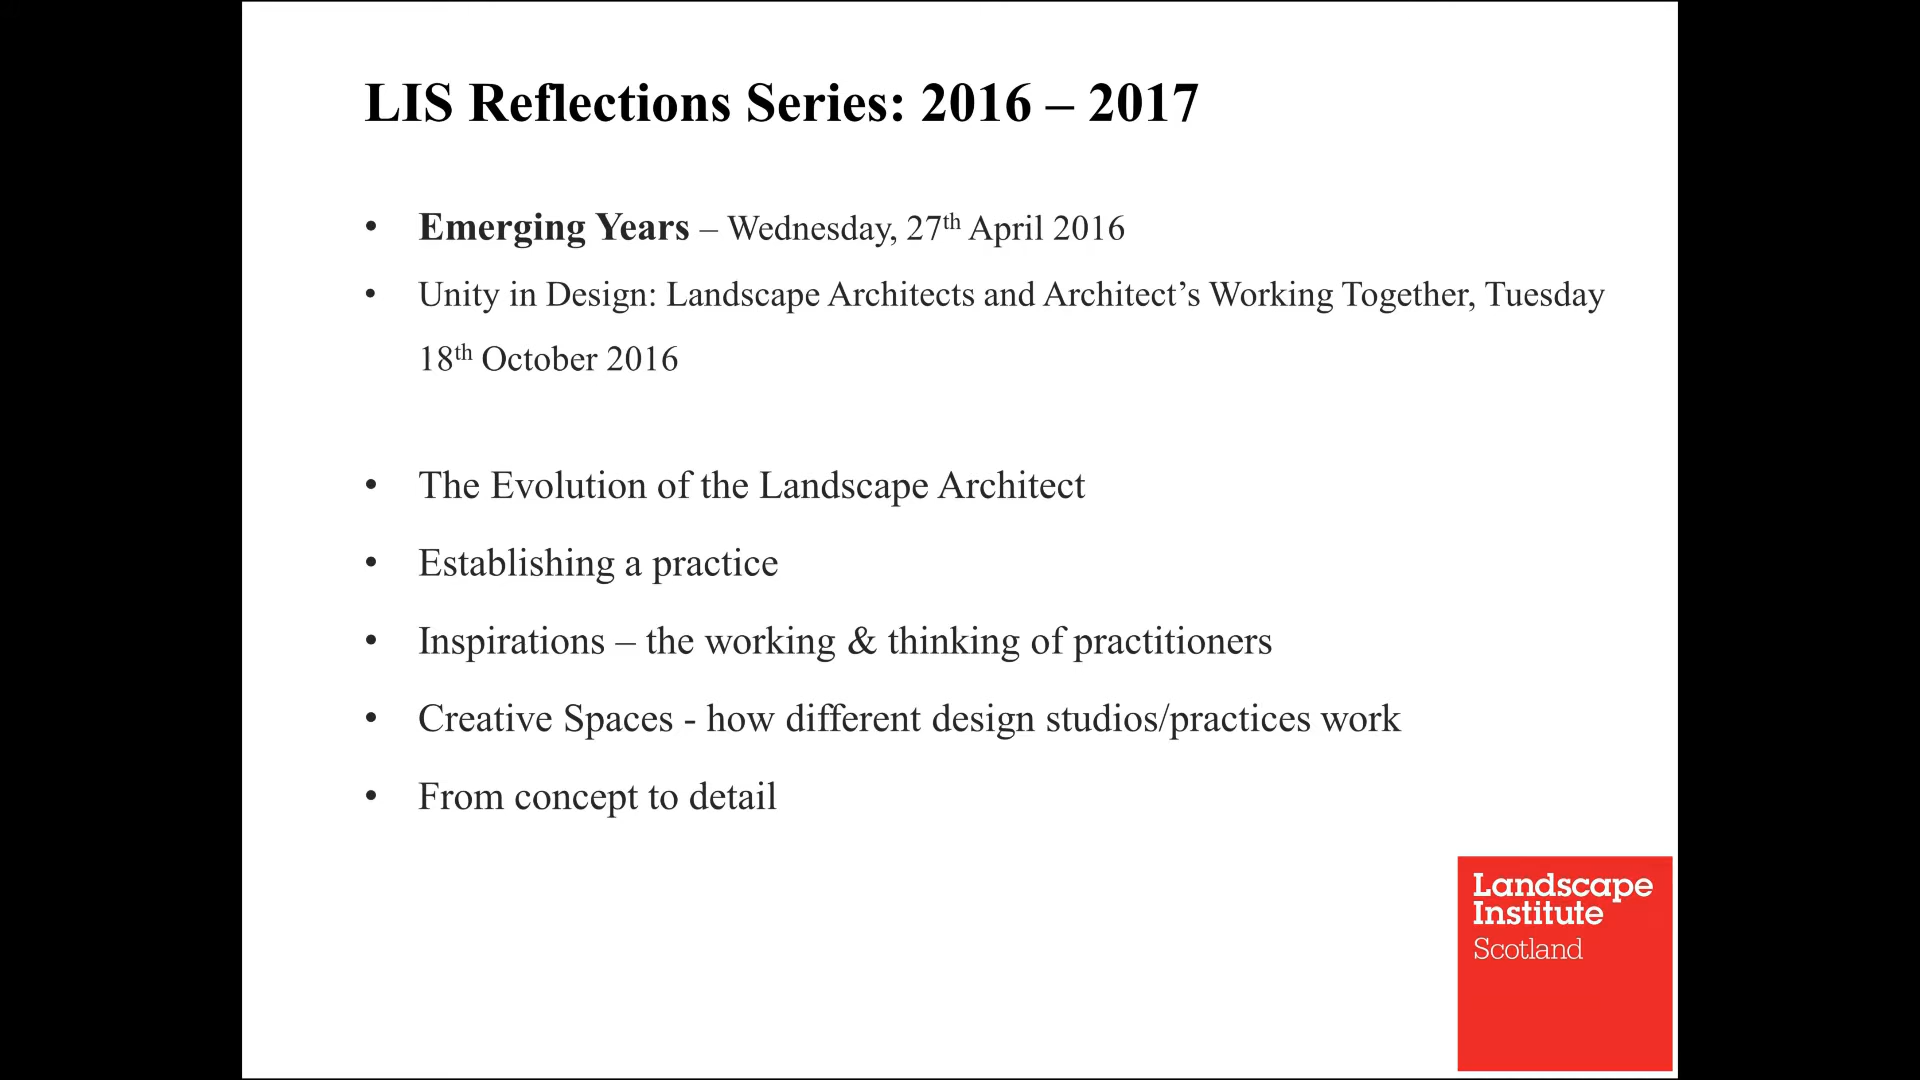 LIS Reflections Series: 2016 – 2017
• Emerging Years – Wednesday, 27th April 2016
• Unity in Design: Landscape Architects and Architect’s Working Together, Tuesday
18th October 2016
• The Evolution of the Landscape Architect
• Establishing a practice
• Inspirations – the working & thinking of practitioners
• Creative Spaces - how different design studios/practices work
• From concept to detail
Landscape
Institute
Scotland